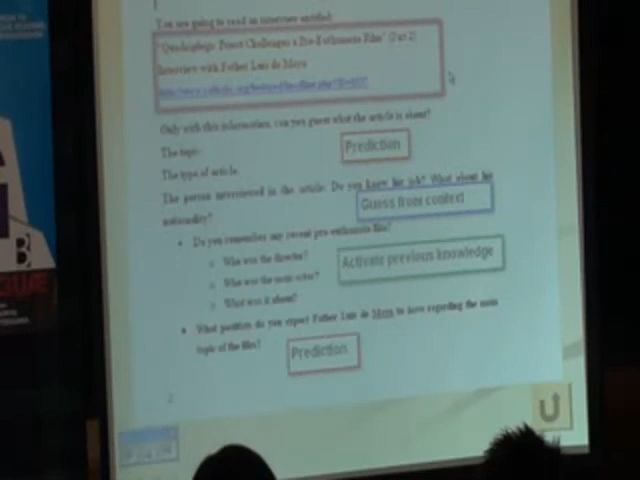 You are going to read an interview entitled:
"Quadriplegic Priest Challenges a Pro-Euthanasia Film" (Part 2)
Interview with Father Luis de Moya
Only with this information, can you guess what the article is about?
The topic:
Prediction
The type of article.
The person interviewed in the article. Do you know his job? What about his
nationality?
Guess from context
Do you remember any recent pro euthanasia film?
Who was the director?
Activate previous knowledge
Who was the main actor?
What was it about?
What position do you expect Father Luis de Moya to have regarding the main
topic of the film?
Prediction
2